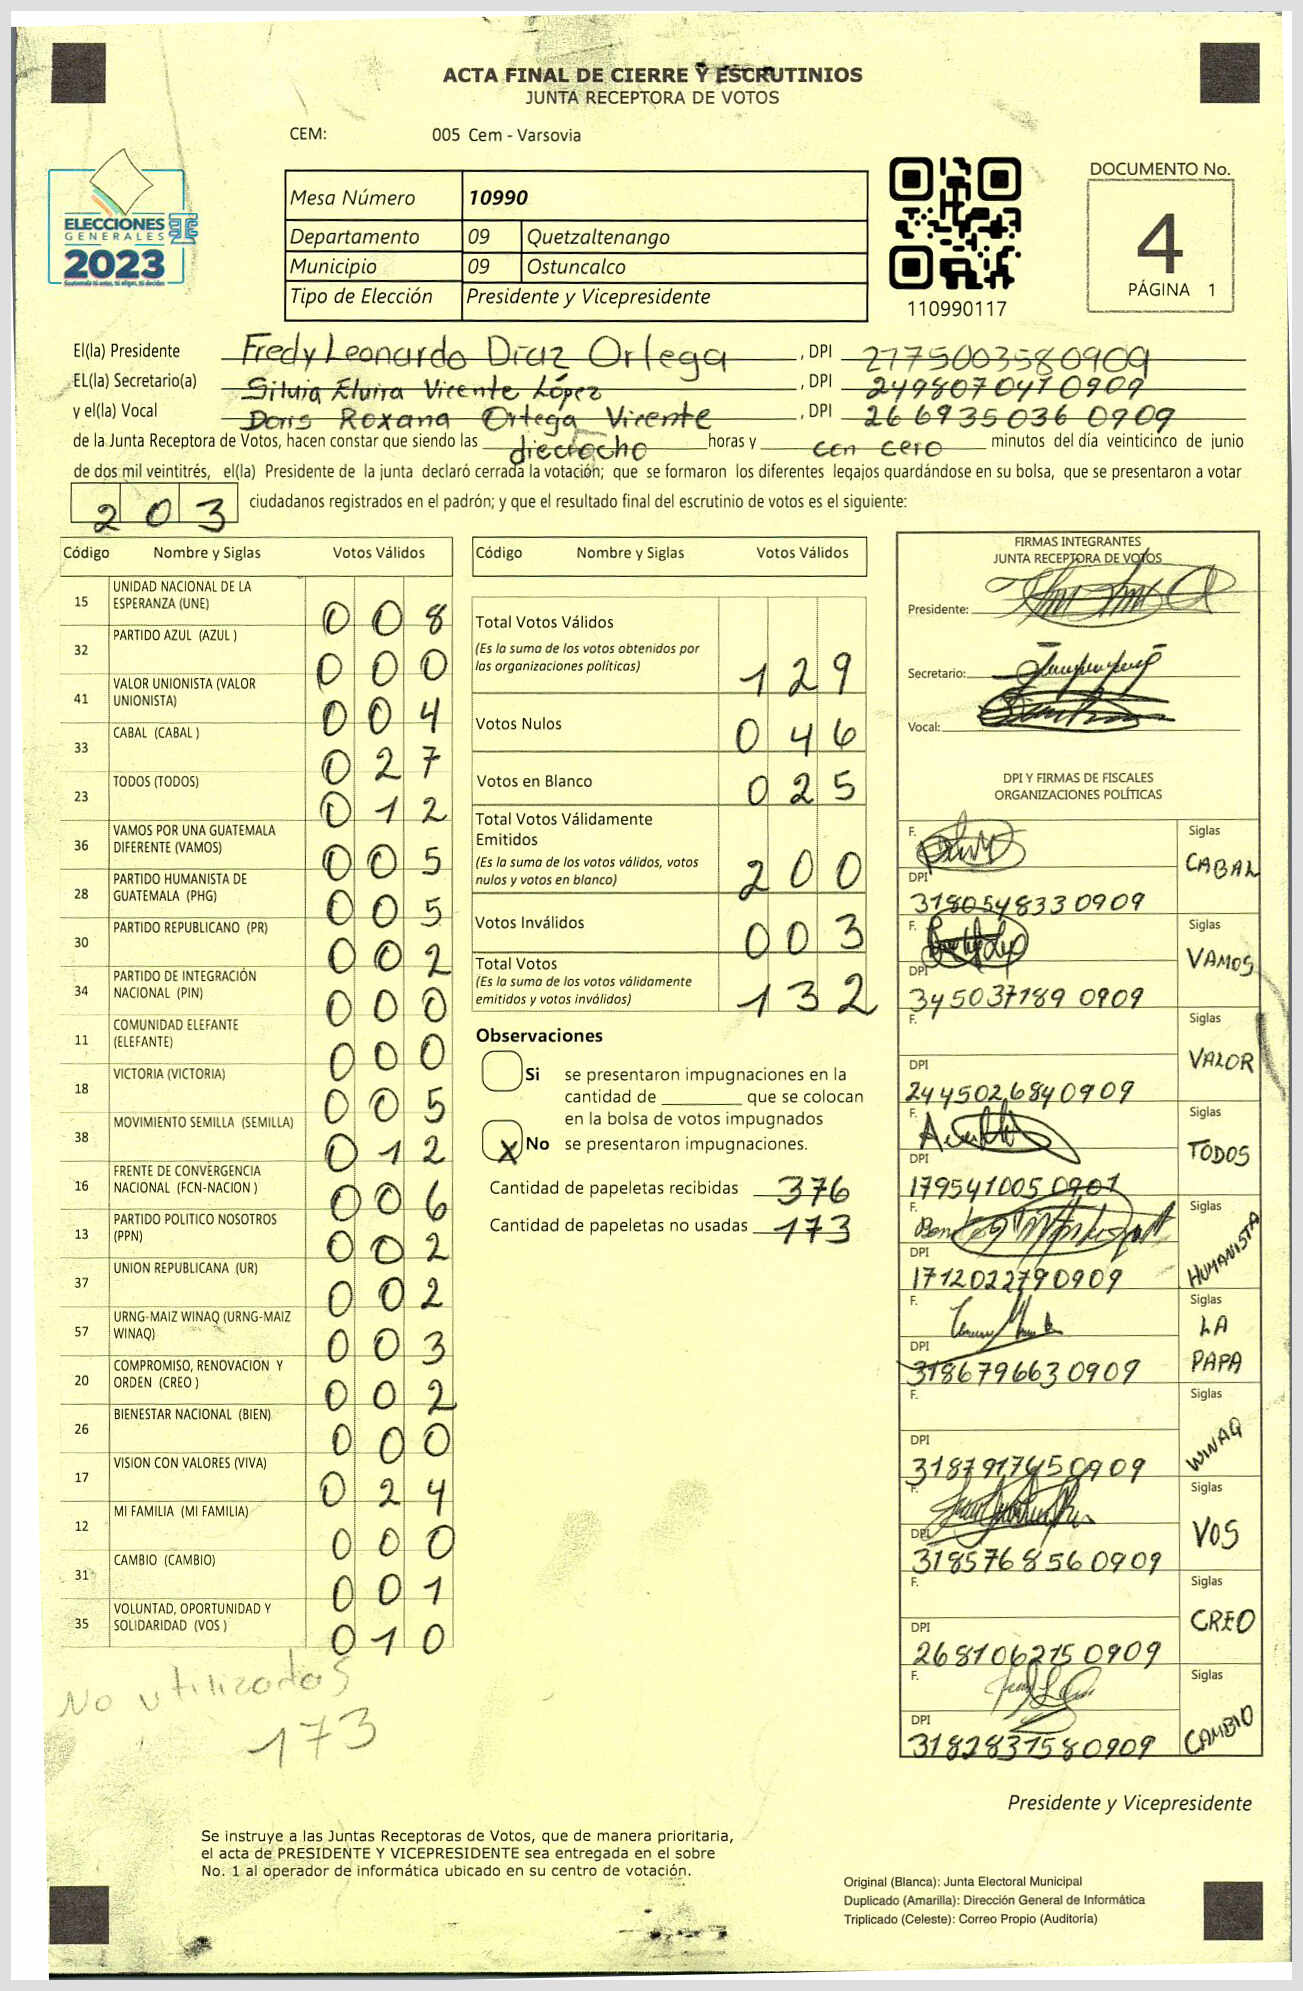 ACTA FINAL DE CIERRE Y ESCRUTINIOS
JUNTA RECEPTORA DE VOTOS
CEM: 005 Cem - Varsovia
ELECCIONES
GENERALES
2023
Mesa Número 10990
Departamento 09 Quetzaltenango
Municipio 09 Ostuncalco
Tipo de Elección Presidente y Vicepresidente
110990117
DOCUMENTO No.
4
PÁGINA 1
El(la) Presidente Fredy Leonardo Díaz Ortega , DPI 2775003580909
EL(la) Secretario(a) Silvia Elvira Vicente López , DPI 2498070410909
y el(la) Vocal Doris Roxana Ortega Vicente , DPI 2669350360909
de la Junta Receptora de Votos, hacen constar que siendo las dieciocho horas y con cero minutos del día veinticinco de junio
de dos mil veintitrés, el(la) Presidente de la junta declaró cerrada la votación; que se formaron los diferentes legajos guardándose en su bolsa, que se presentaron a votar
203 ciudadanos registrados en el padrón; y que el resultado final del escrutinio de votos es el siguiente:
Código Nombre y Siglas Votos Válidos
15 UNIDAD NACIONAL DE LA ESPERANZA (UNE) 008
32 PARTIDO AZUL (AZUL ) 000
41 VALOR UNIONISTA (VALOR UNIONISTA) 004
33 CABAL (CABAL ) 027
23 TODOS (TODOS) 012
36 VAMOS POR UNA GUATEMALA DIFERENTE (VAMOS) 005
28 PARTIDO HUMANISTA DE GUATEMALA (PHG) 005
30 PARTIDO REPUBLICANO (PR) 002
34 PARTIDO DE INTEGRACIÓN NACIONAL (PIN) 000
11 COMUNIDAD ELEFANTE (ELEFANTE) 000
18 VICTORIA (VICTORIA) 005
38 MOVIMIENTO SEMILLA (SEMILLA) 012
16 FRENTE DE CONVERGENCIA NACIONAL (FCN-NACION ) 006
13 PARTIDO POLITICO NOSOTROS (PPN) 002
37 UNION REPUBLICANA (UR) 002
57 URNG-MAIZ WINAQ (URNG-MAIZ WINAQ) 003
20 COMPROMISO, RENOVACION Y ORDEN (CREO ) 002
26 BIENESTAR NACIONAL (BIEN) 000
17 VISION CON VALORES (VIVA) 024
12 MI FAMILIA (MI FAMILIA) 000
31 CAMBIO (CAMBIO) 001
35 VOLUNTAD, OPORTUNIDAD Y SOLIDARIDAD (VOS ) 010
No utilizados
173
Código Nombre y Siglas Votos Válidos
Total Votos Válidos
(Es la suma de los votos obtenidos por
las organizaciones políticas) 129
Votos Nulos 046
Votos en Blanco 025
Total Votos Válidamente
Emitidos
(Es la suma de los votos válidos, votos
nulos y votos en blanco) 200
Votos Inválidos 003
Total Votos
(Es la suma de los votos válidamente
emitidos y votos inválidos) 132
Observaciones
Si se presentaron impugnaciones en la
cantidad de ________ que se colocan
en la bolsa de votos impugnados
X No se presentaron impugnaciones.
Cantidad de papeletas recibidas 376
Cantidad de papeletas no usadas 173
FIRMAS INTEGRANTES
JUNTA RECEPTORA DE VOTOS
Presidente:
Secretario:
Vocal:
DPI Y FIRMAS DE FISCALES
ORGANIZACIONES POLÍTICAS
F. Siglas CABAL
DPI 3180548330909
F. Siglas VAMOS
DPI 3450371890909
F. Siglas VALOR
DPI 2445026840909
F. Siglas TODOS
DPI 1795410050901
F. Siglas HUMANISTA
DPI 1712022790909
F. Siglas LA PAPA
DPI 3186796630909
F. Siglas WINAQ
DPI 3187917650909
F. Siglas VOS
DPI 3185768560909
F. Siglas CREO
DPI 2681062150909
F. Siglas CAMBIO
DPI 3182831580909
Presidente y Vicepresidente
Se instruye a las Juntas Receptoras de Votos, que de manera prioritaria,
el acta de PRESIDENTE Y VICEPRESIDENTE sea entregada en el sobre
No. 1 al operador de informática ubicado en su centro de votación.
Original (Blanca): Junta Electoral Municipal
Duplicado (Amarilla): Dirección General de Informática
Triplicado (Celeste): Correo Propio (Auditoría)